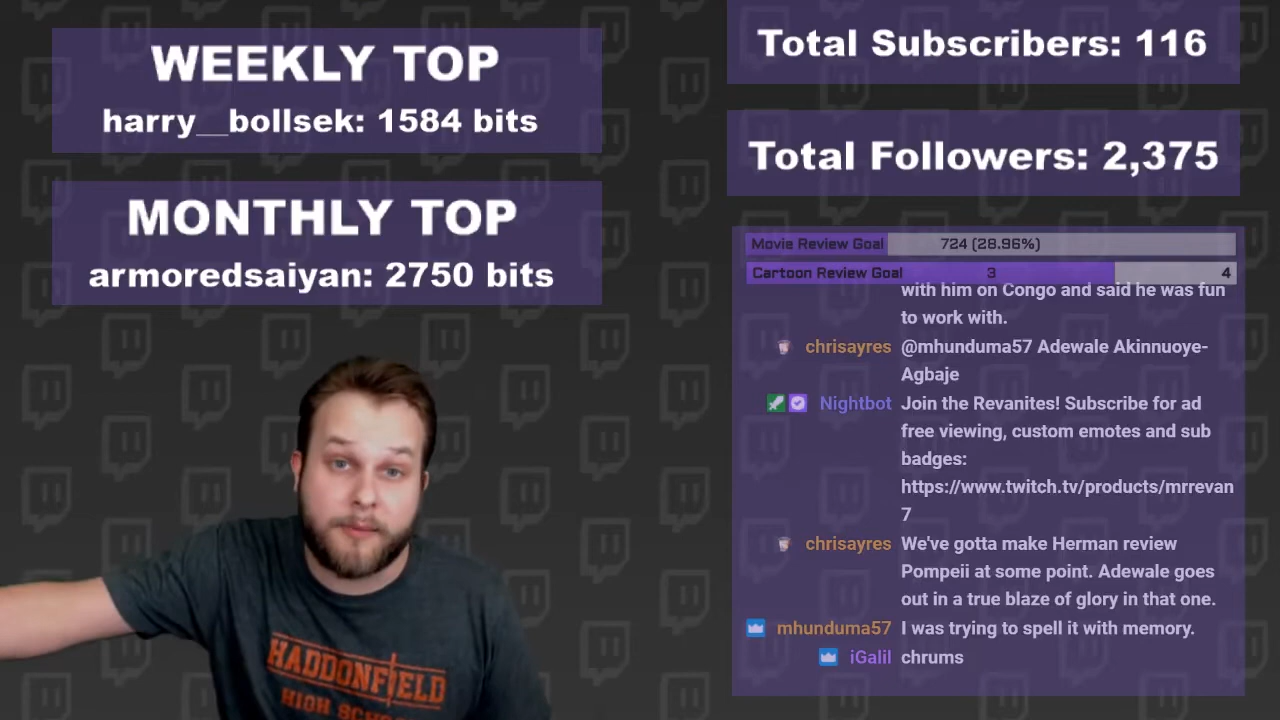 WEEKLY TOP
harry__bollsek: 1584 bits
MONTHLY TOP
armoredsaiyan: 2750 bits
Total Subscribers: 116
Total Followers: 2,375
Movie Review Goal 724 (28.96%)
Cartoon Review Goal 3 4
with him on Congo and said he was fun
to work with.
chrisayres @mhunduma57 Adewale Akinnuoye-
Agbaje
Nightbot Join the Revanites! Subscribe for ad
free viewing, custom emotes and sub
badges:
https://www.twitch.tv/products/mrrevan
7
chrisayres We've gotta make Herman review
Pompeii at some point. Adewale goes
out in a true blaze of glory in that one.
mhunduma57 I was trying to spell it with memory.
iGalil chrums
HADDONFIELD
HIGH SCHOOL